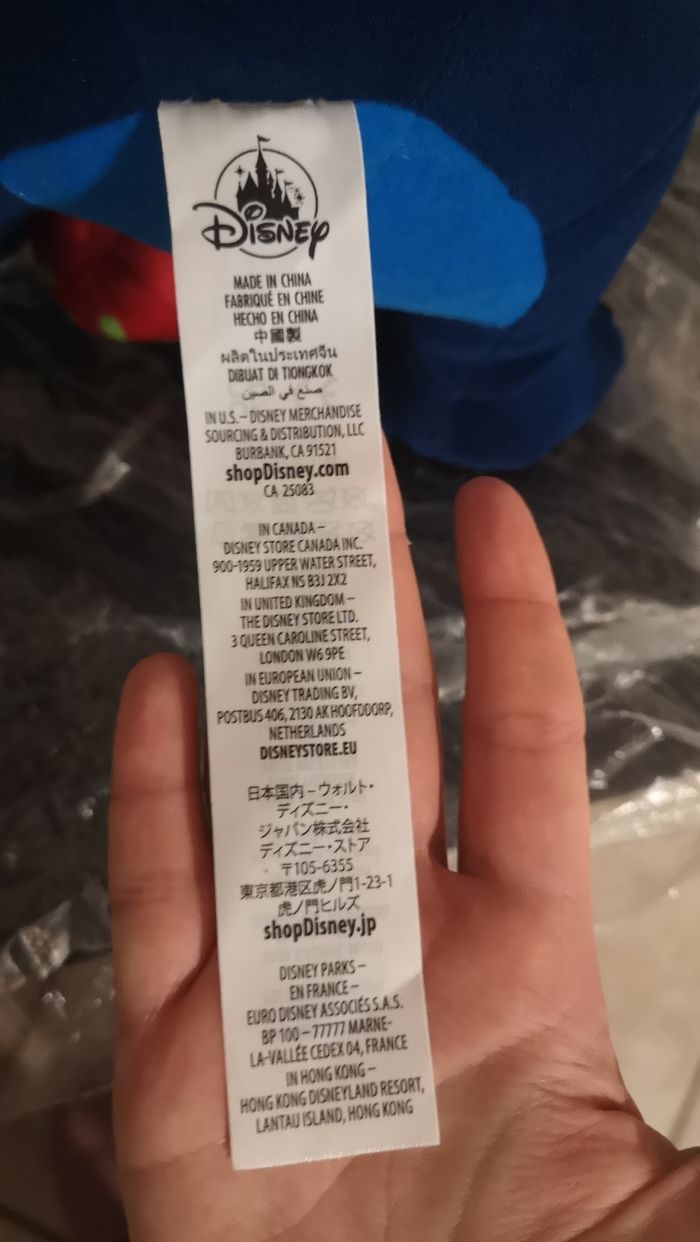 Disney
MADE IN CHINA
FABRIQUÉ EN CHINE
HECHO EN CHINA
中國製
ผลิตในประเทศจีน
DIBUAT DI TIONGKOK
صنع في الصين
IN U.S. – DISNEY MERCHANDISE
SOURCING & DISTRIBUTION, LLC
BURBANK, CA 91521
shopDisney.com
CA 25083
IN CANADA –
DISNEY STORE CANADA INC.
900-1959 UPPER WATER STREET,
HALIFAX NS B3J 2X2
IN UNITED KINGDOM –
THE DISNEY STORE LTD.
3 QUEEN CAROLINE STREET,
LONDON W6 9PE
IN EUROPEAN UNION –
DISNEY TRADING BV,
POSTBUS 406, 2130 AK HOOFDDORP,
NETHERLANDS
DISNEYSTORE.EU
日本国内 – ウォルト・
ディズニー・
ジャパン株式会社
ディズニー・ストア
〒105-6355
東京都港区虎ノ門1-23-1
虎ノ門ヒルズ
shopDisney.jp
DISNEY PARKS –
EN FRANCE –
EURO DISNEY ASSOCIÉS S.A.S.
BP 100 – 77777 MARNE-
LA-VALLÉE CEDEX 04, FRANCE
IN HONG KONG –
HONG KONG DISNEYLAND RESORT,
LANTAU ISLAND, HONG KONG